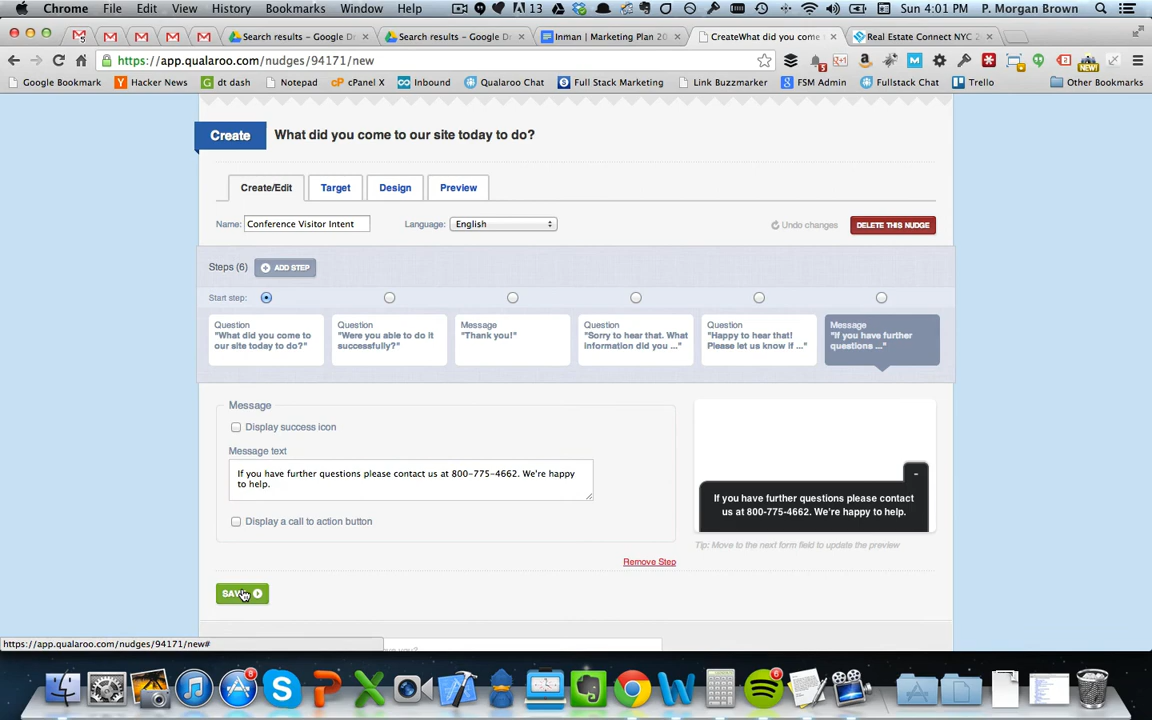 Chrome File Edit View History Bookmarks Window Help 13 Sun 4:01 PM P. Morgan Brown
Search results – Google Dr Search results – Google Dr Inman | Marketing Plan 20 CreateWhat did you come Real Estate Connect NYC 2
https://app.qualaroo.com/nudges/94171/new
Google Bookmark Hacker News dt dash Notepad cPanel X Inbound Qualaroo Chat Full Stack Marketing Link Buzzmarker FSM Admin Fullstack Chat Trello Other Bookmarks
Create What did you come to our site today to do?
Create/Edit Target Design Preview
Name: Conference Visitor Intent Language: English Undo changes DELETE THIS NUDGE
Steps (6) ADD STEP
Start step:
Question
"What did you come to
our site today to do?"
Question
"Were you able to do it
successfully?"
Message
"Thank you!"
Question
"Sorry to hear that. What
information did you ..."
Question
"Happy to hear that!
Please let us know if ..."
Message
"If you have further
questions ..."
Message
Display success icon
Message text
If you have further questions please contact us at 800-775-4662. We're happy
to help.
Display a call to action button
Remove Step
If you have further questions please contact
us at 800-775-4662. We're happy to help.
Tip: Move to the next form field to update the preview
https://app.qualaroo.com/nudges/94171/new#